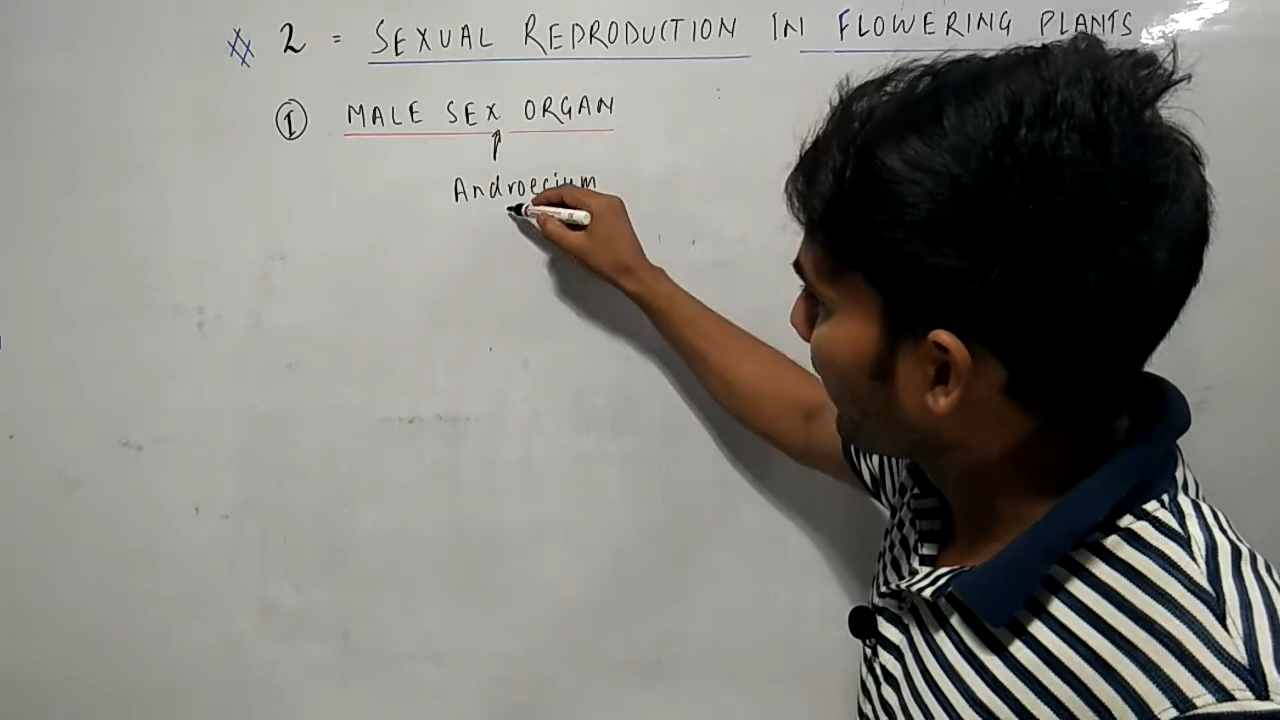 # 2 = SEXUAL REPRODUCTION IN FLOWERING PLANTS
① MALE SEX ORGAN
Androecium